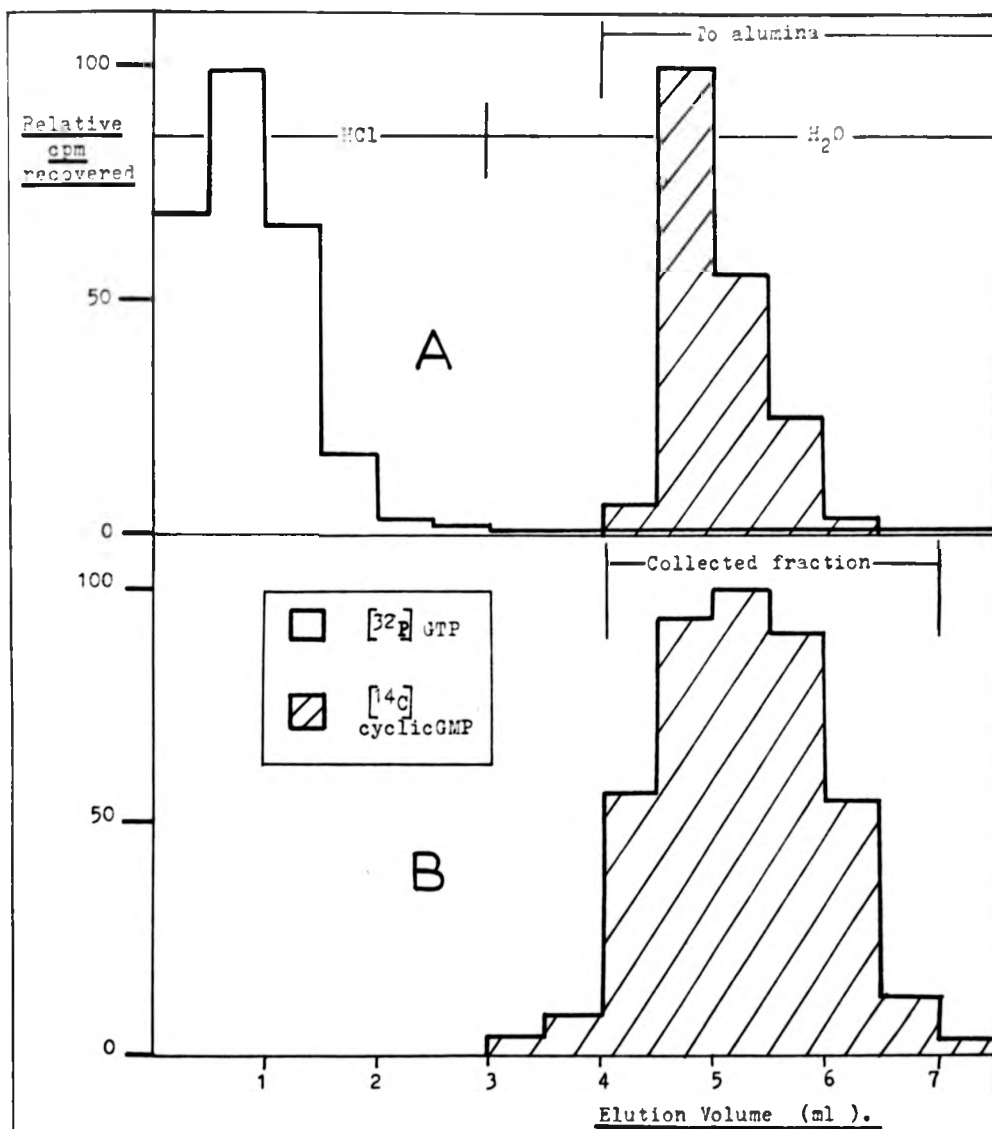 To alumina
100
Relative
cpm
recovered
HCl
H₂O
50
A
0
Collected fraction
100
[³²P] GTP
[¹⁴C]
cyclicGMP
50
B
0
1 2 3 4 5 6 7
Elution Volume (ml ).